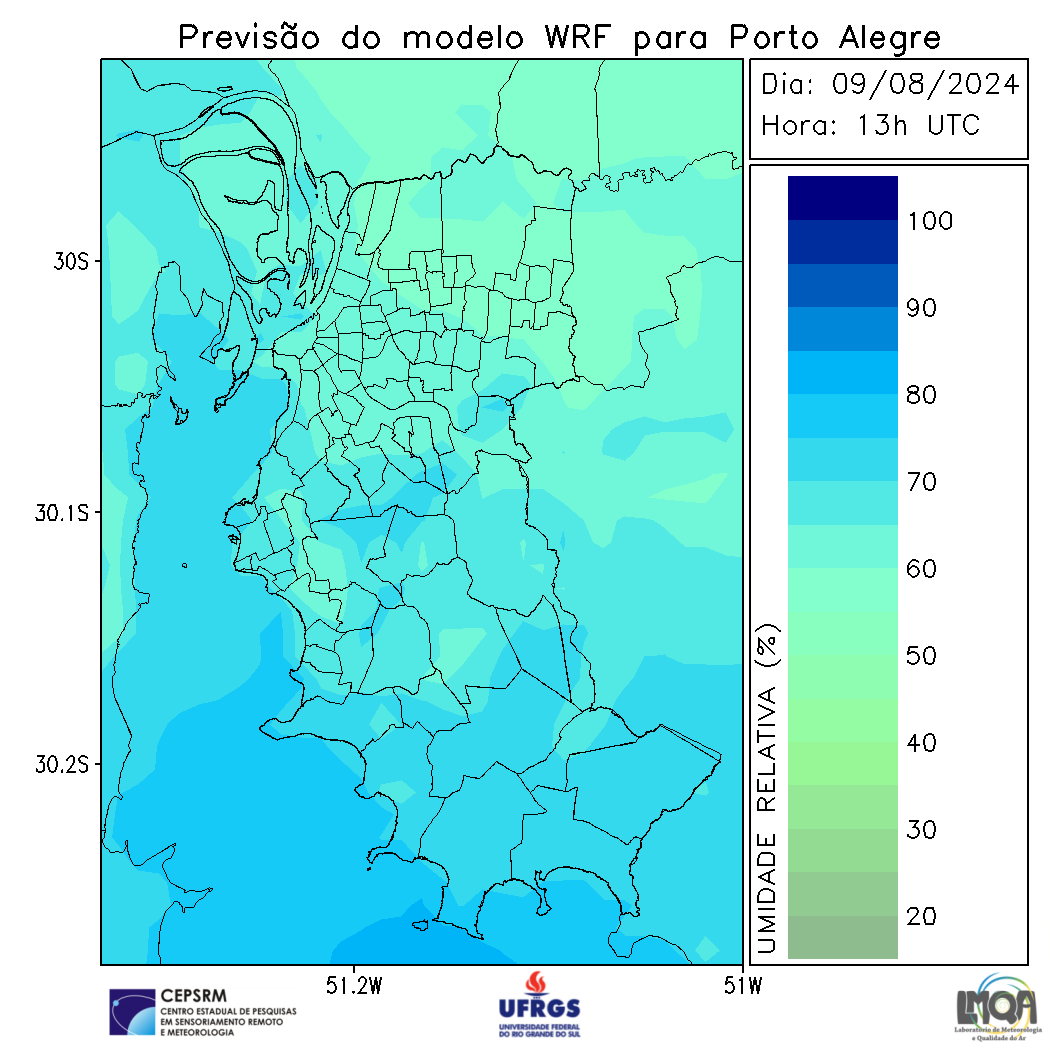 Previsão do modelo WRF para Porto Alegre
Dia: 09/08/2024
Hora: 13h UTC
30S
30.1S
30.2S
51.2W
51W
100
90
80
70
60
50
40
30
20
UMIDADE RELATIVA (%)
CEPSRM
CENTRO ESTADUAL DE PESQUISAS
EM SENSORIAMENTO REMOTO
E METEOROLOGIA
UFRGS
UNIVERSIDADE FEDERAL
DO RIO GRANDE DO SUL
LMQA
Laboratório de Meteorologia
e Qualidade do Ar